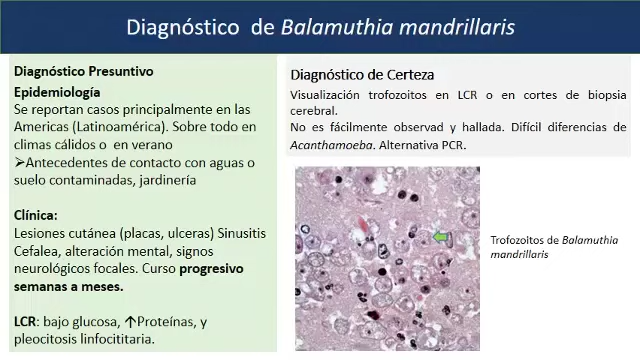 Diagnóstico de Balamuthia mandrillaris
Diagnóstico Presuntivo
Epidemiología
Se reportan casos principalmente en las
Americas (Latinoamérica). Sobre todo en
climas cálidos o en verano
➢Antecedentes de contacto con aguas o
suelo contaminadas, jardinería
Clínica:
Lesiones cutánea (placas, ulceras) Sinusitis
Cefalea, alteración mental, signos
neurológicos focales. Curso progresivo
semanas a meses.
LCR: bajo glucosa, ↑Proteínas, y
pleocitosis linfocititaria.
Diagnóstico de Certeza
Visualización trofozoitos en LCR o en cortes de biopsia
cerebral.
No es fácilmente observad y hallada. Difícil diferencias de
Acanthamoeba. Alternativa PCR.
Trofozoitos de Balamuthia
mandrillaris